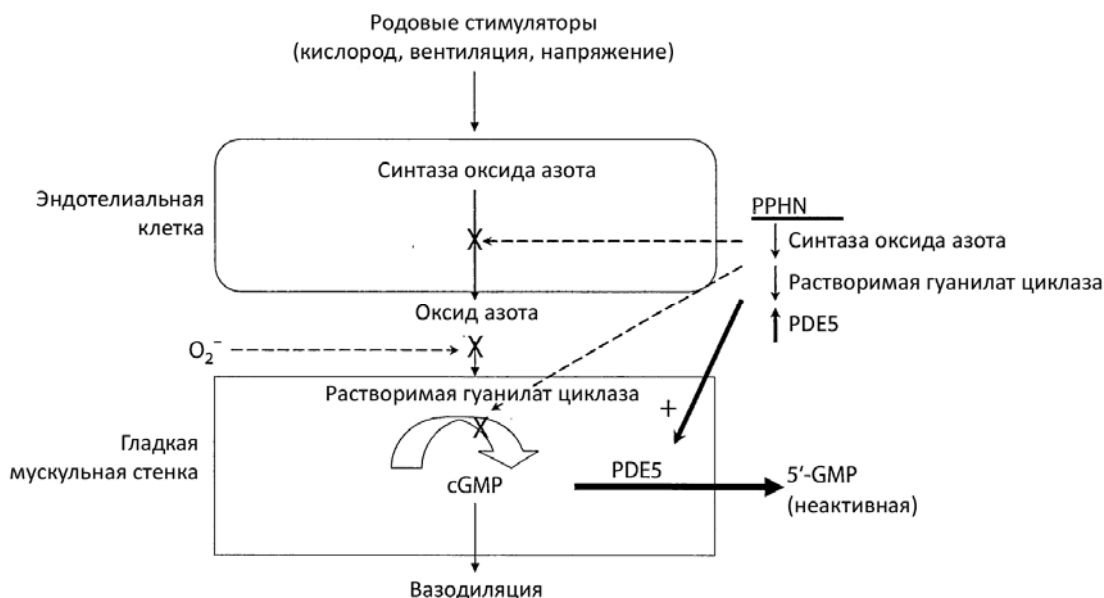 Родовые стимуляторы
(кислород, вентиляция, напряжение)
Синтаза оксида азота
Эндотелиальная
клетка
X
PPHN
Синтаза оксида азота
Растворимая гуанилат циклаза
PDE5
Оксид азота
O₂⁻
X
Растворимая гуанилат циклаза
X
+
Гладкая
мускульная стенка
cGMP
PDE5
5′-GMP
(неактивная)
Вазодиляция